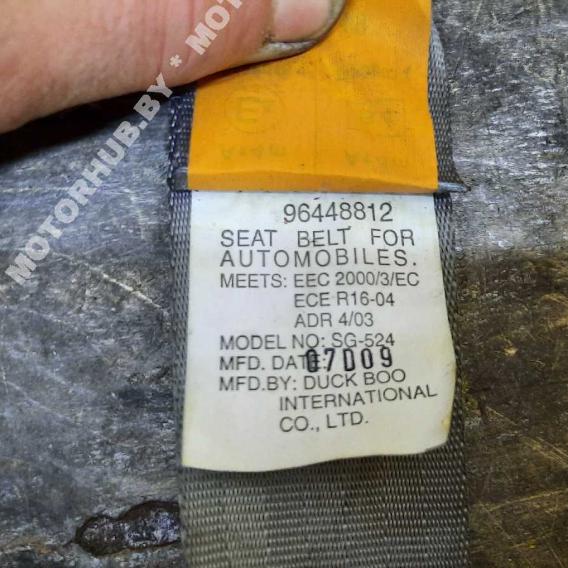 MOTORHUB.BY * MOT
96448812
SEAT BELT FOR
AUTOMOBILES.
MEETS: EEC 2000/3/EC
ECE R16-04
ADR 4/03
MODEL NO: SG-524
MFD. DATE: 07D09
MFD.BY: DUCK BOO
INTERNATIONAL
CO., LTD.